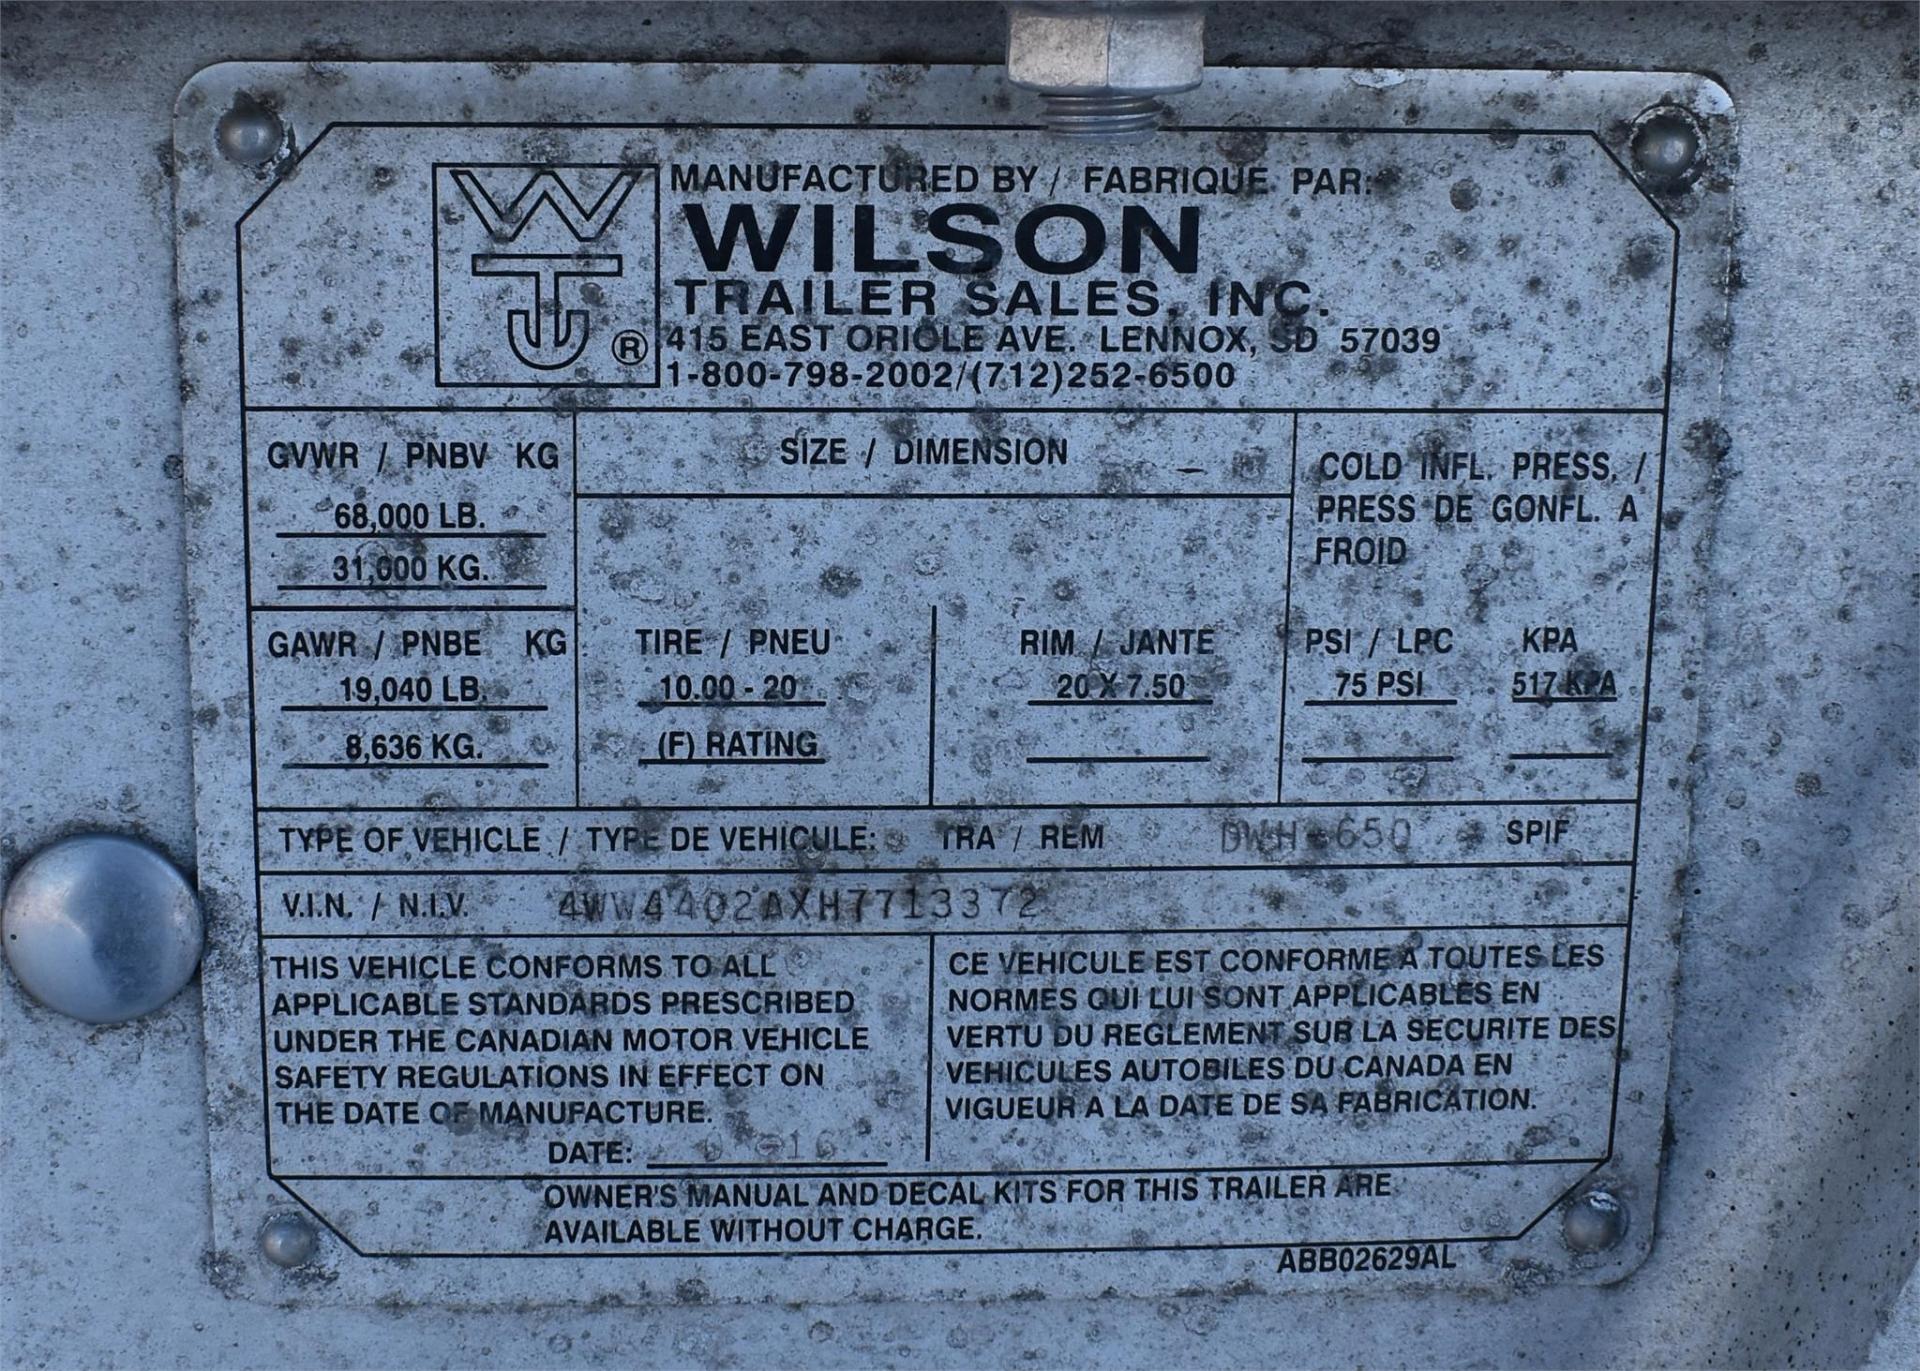 WTJ ®
MANUFACTURED BY / FABRIQUE PAR:
WILSON
TRAILER SALES, INC.
415 EAST ORIOLE AVE. LENNOX, SD 57039
1-800-798-2002/(712)252-6500
GVWR / PNBV KG
68,000 LB.
31,000 KG.
SIZE / DIMENSION
COLD INFL. PRESS. /
PRESS DE GONFL. A
FROID
GAWR / PNBE KG
19,040 LB.
8,636 KG.
TIRE / PNEU
10.00 - 20
(F) RATING
RIM / JANTE
20 X 7.50
PSI / LPC KPA
75 PSI 517 KPA
TYPE OF VEHICLE / TYPE DE VEHICULE: TRA / REM DWH-650 SPIF
V.I.N. / N.I.V. 4WW4402AXH7713372
THIS VEHICLE CONFORMS TO ALL
APPLICABLE STANDARDS PRESCRIBED
UNDER THE CANADIAN MOTOR VEHICLE
SAFETY REGULATIONS IN EFFECT ON
THE DATE OF MANUFACTURE.
DATE:
CE VEHICULE EST CONFORME A TOUTES LES
NORMES QUI LUI SONT APPLICABLES EN
VERTU DU REGLEMENT SUR LA SECURITE DES
VEHICULES AUTOBILES DU CANADA EN
VIGUEUR A LA DATE DE SA FABRICATION.
OWNER'S MANUAL AND DECAL KITS FOR THIS TRAILER ARE
AVAILABLE WITHOUT CHARGE.
ABB02629AL